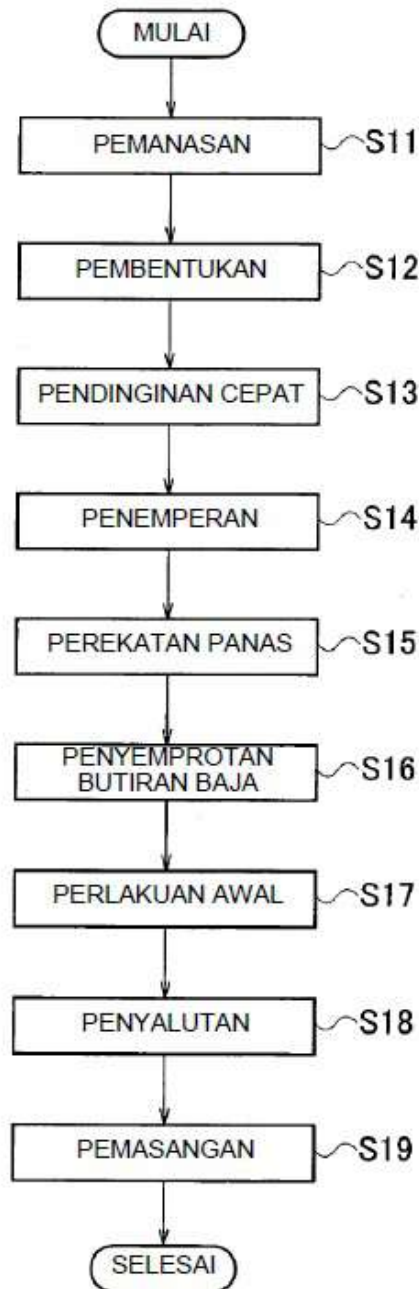 MULAI
PEMANASAN S11
PEMBENTUKAN S12
PENDINGINAN CEPAT S13
PENEMPERAN S14
PEREKATAN PANAS S15
PENYEMPROTAN
BUTIRAN BAJA S16
PERLAKUAN AWAL S17
PENYALUTAN S18
PEMASANGAN S19
SELESAI